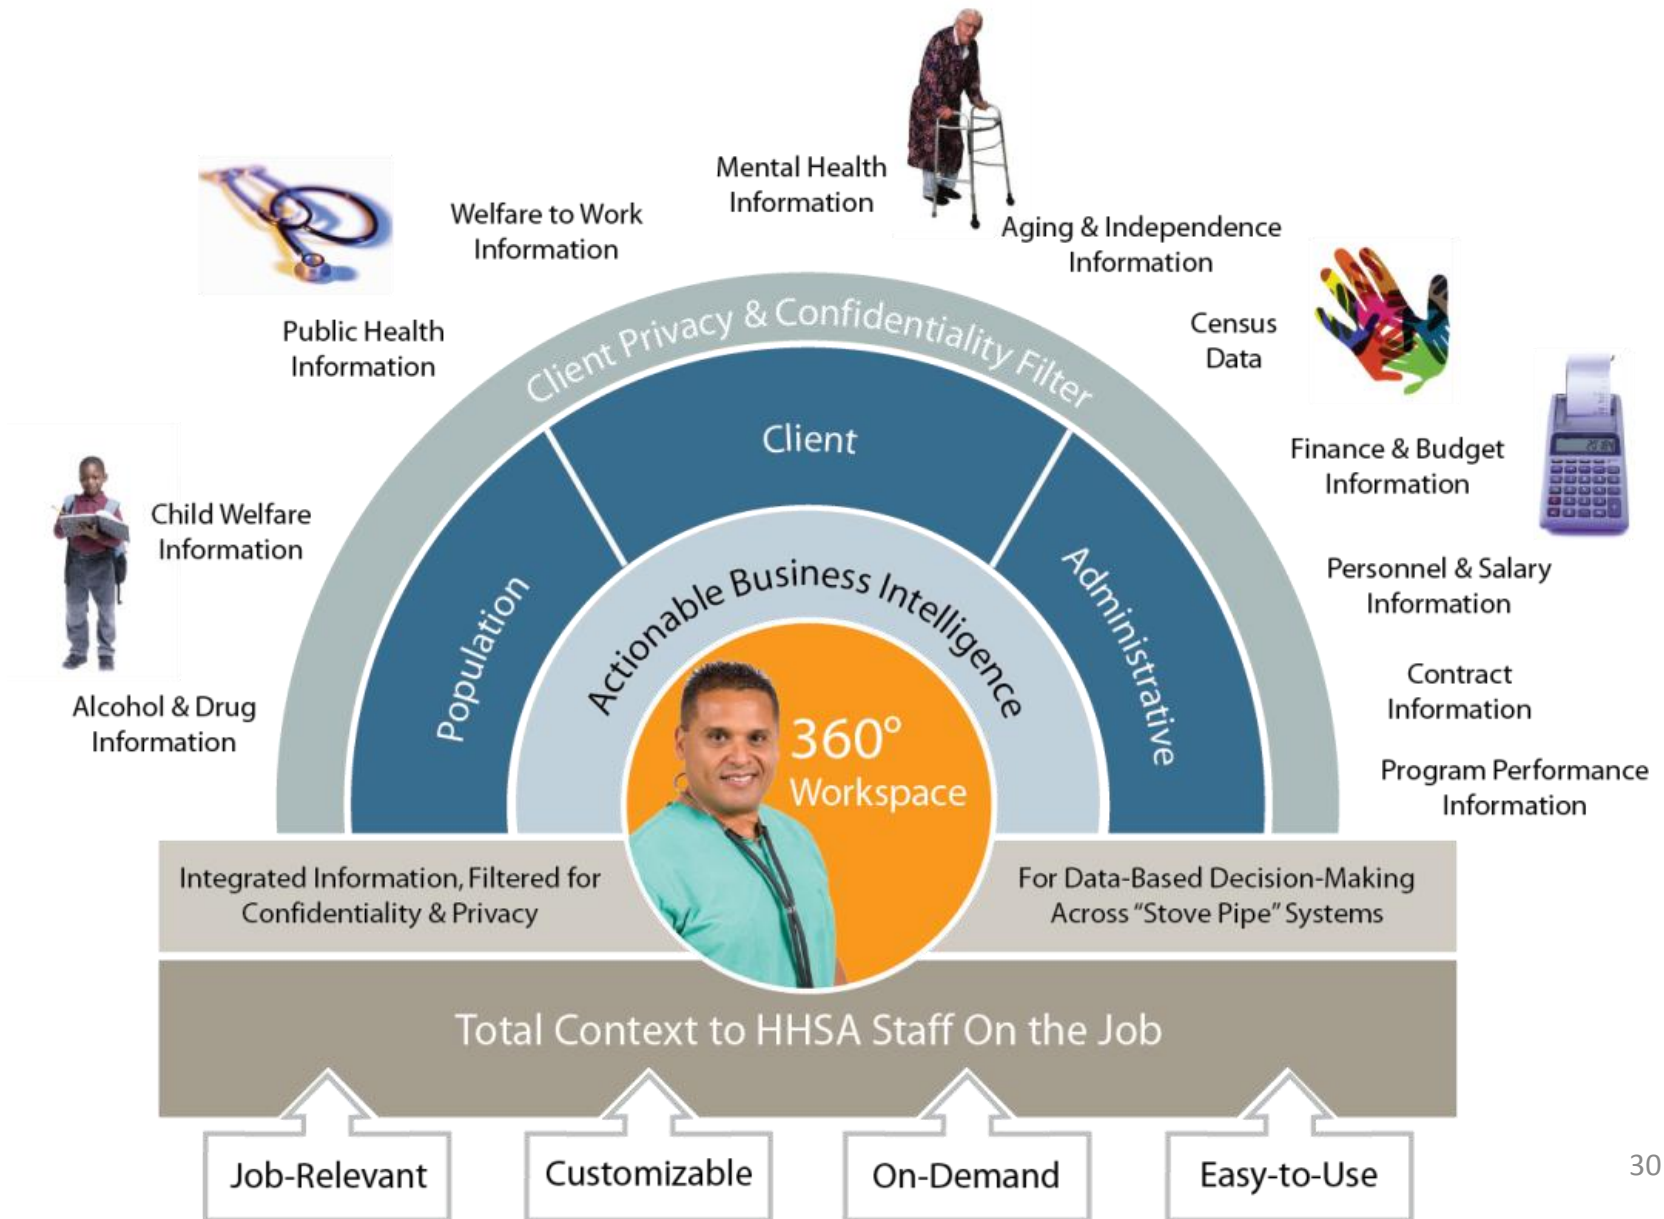 Mental Health
Information
Welfare to Work
Information
Aging & Independence
Information
Public Health
Information
Census
Data
Client Privacy & Confidentiality Filter
Client
Finance & Budget
Information
Child Welfare
Information
Population
Actionable Business Intelligence
Administrative
Personnel & Salary
Information
Alcohol & Drug
Information
360°
Workspace
Contract
Information
Program Performance
Information
Integrated Information, Filtered for
Confidentiality & Privacy
For Data-Based Decision-Making
Across “Stove Pipe” Systems
Total Context to HHSA Staff On the Job
Job-Relevant
Customizable
On-Demand
Easy-to-Use
30